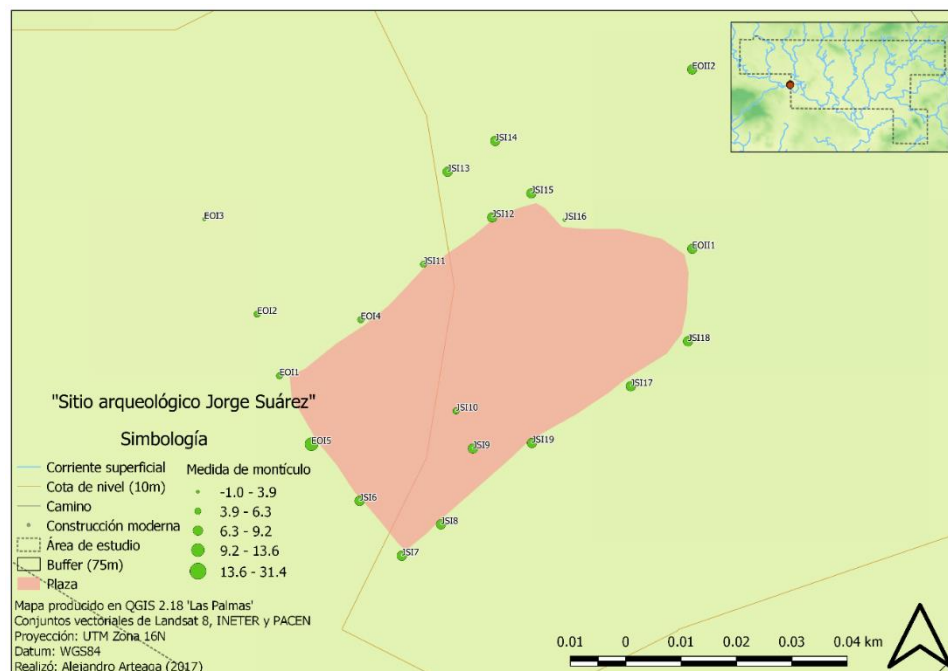 EOII2
JSI14
JSI13
JSI15
JSI12
JSI16
EOI3
EOII1
JSI11
EOI2
EOI4
JSI18
EOI1
JSI17
"Sitio arqueológico Jorge Suárez"
JSI10
Simbología
EOI5
JSI9
JSI19
Corriente superficial
Cota de nivel (10m)
Camino
Construcción moderna
Área de estudio
Buffer (75m)
Plaza
Medida de montículo
-1.0 - 3.9
3.9 - 6.3
6.3 - 9.2
9.2 - 13.6
13.6 - 31.4
JSI6
JSI8
JSI7
Mapa producido en QGIS 2.18 'Las Palmas'
Conjuntos vectoriales de Landsat 8, INETER y PACEN
Proyección: UTM Zona 16N
Datum: WGS84
Realizó: Alejandro Arteaga (2017)
0.01 0 0.01 0.02 0.03 0.04 km